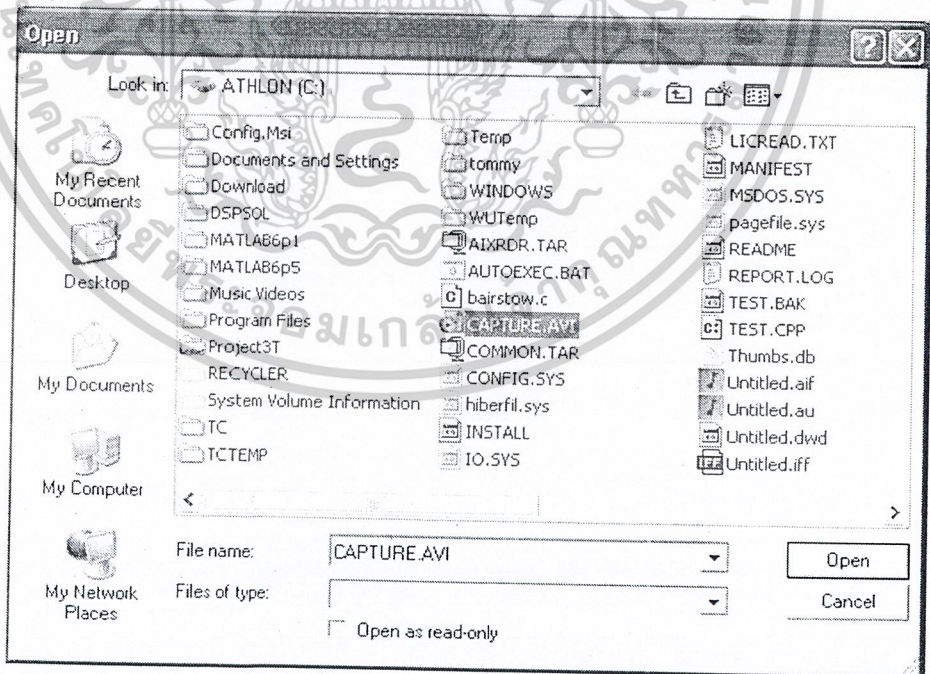 Open
Look in: ATHLON (C:)
My Recent Documents
Desktop
My Documents
My Computer
My Network Places
Config.Msi
Documents and Settings
Download
DSPSOL
MATLAB6p1
MATLAB6p5
Music Videos
Program Files
Project3T
RECYCLER
System Volume Information
TC
TCTEMP
Temp
tommy
WINDOWS
WUTemp
AIXRDR.TAR
AUTOEXEC.BAT
bairstow.c
CAPTURE.AVI
COMMON.TAR
CONFIG.SYS
hiberfil.sys
INSTALL
IO.SYS
LICREAD.TXT
MANIFEST
MSDOS.SYS
pagefile.sys
README
REPORT.LOG
TEST.BAK
TEST.CPP
Thumbs.db
Untitled.aif
Untitled.au
Untitled.dwd
Untitled.iff
File name: CAPTURE.AVI
Open
Files of type:
Cancel
Open as read-only